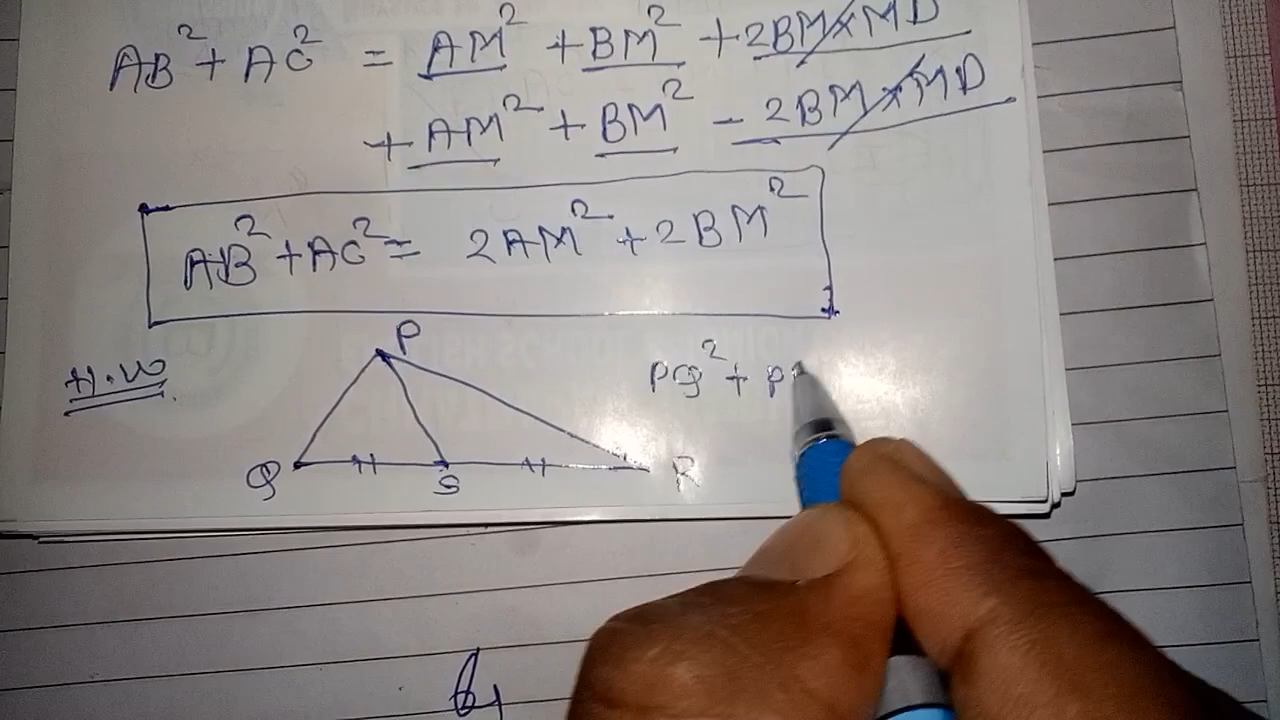 AB² + AC² = AM² + BM² + 2BM×MD
+ AM² + BM² - 2BM×MD
AB² + AC² = 2AM² + 2BM²
H.W
P
PQ² + P
Q
S
R